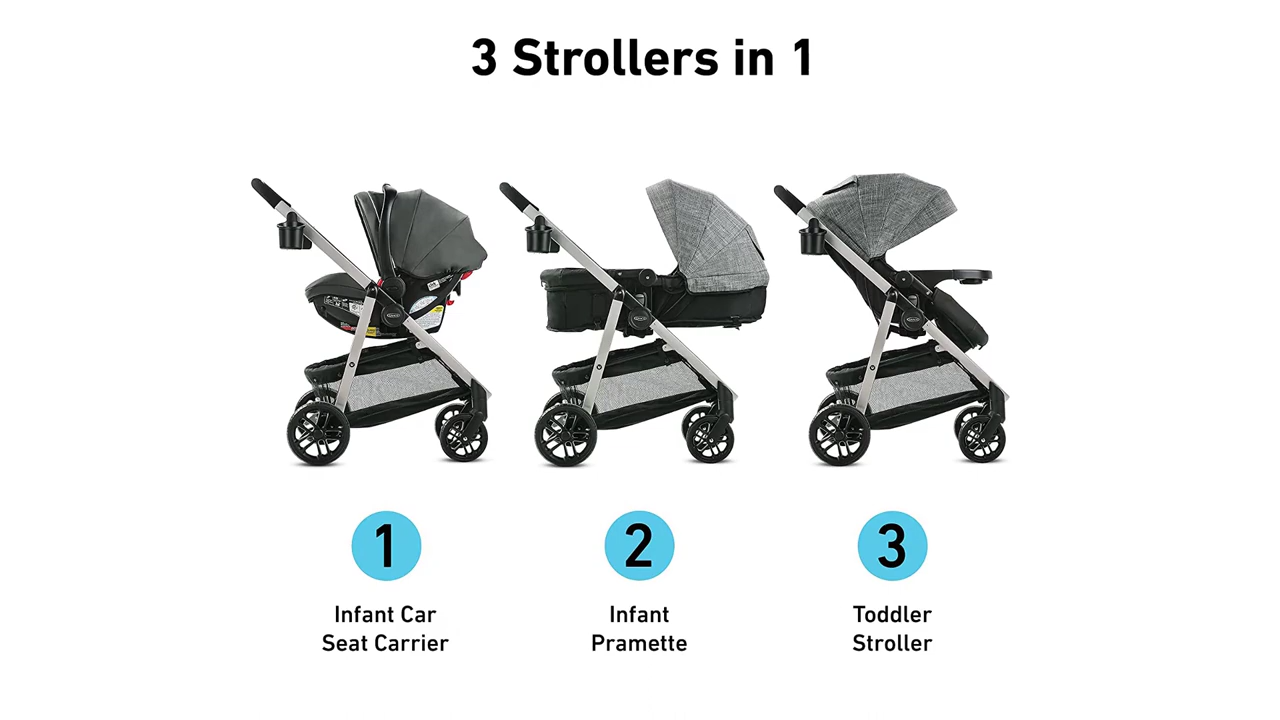 3 Strollers in 1
1
2
3
Infant Car
Seat Carrier
Infant
Pramette
Toddler
Stroller